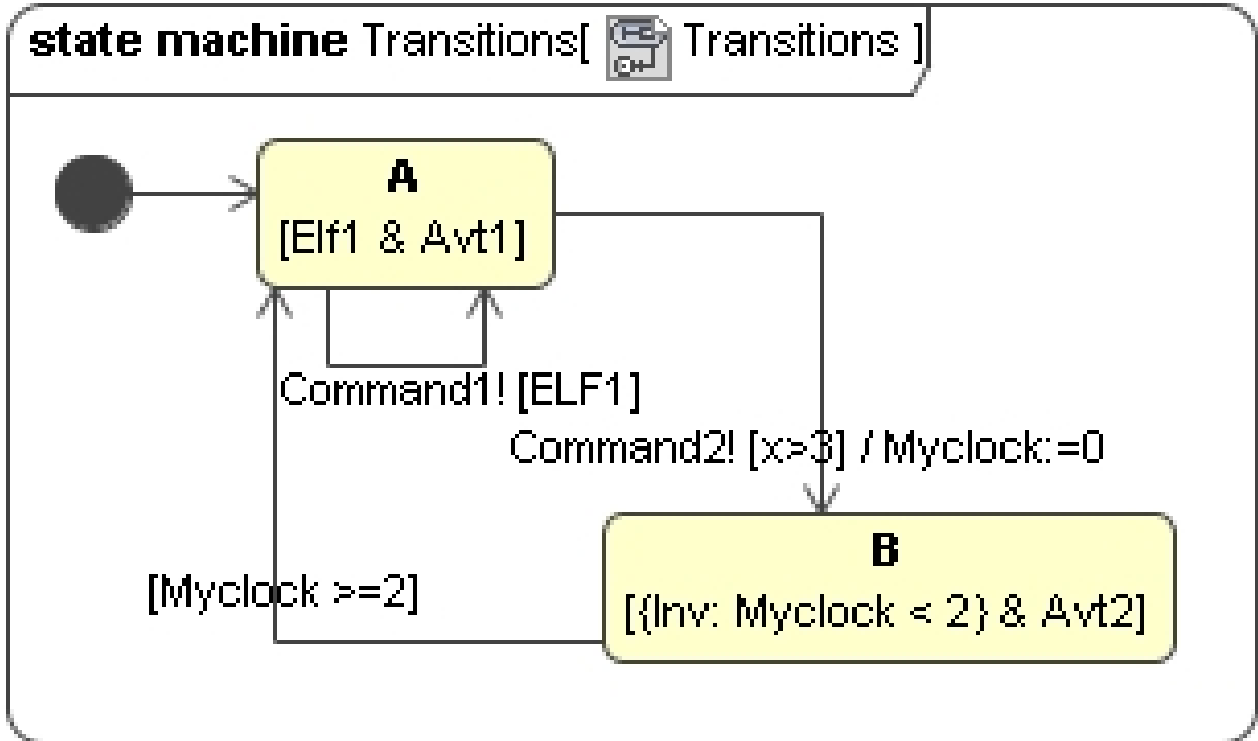 state machine Transitions[ Transitions ]
A
[Elf1 & Avt1]
Command1! [ELF1]
Command2! [x>3] / Myclock:=0
B
[Myclock >=2]
[{Inv: Myclock < 2} & Avt2]